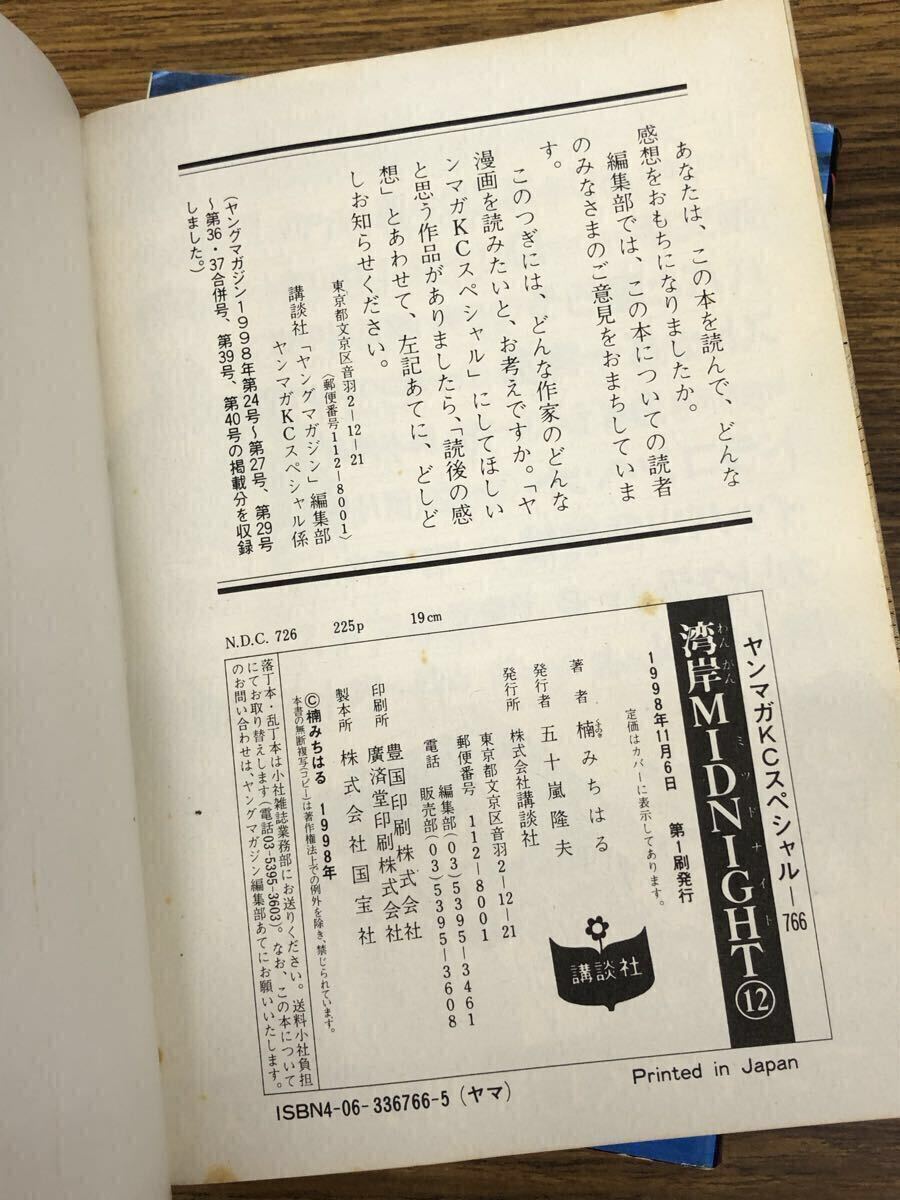 あなたは、この本を読んで、どんな
感想をおもちになりましたか。
編集部では、この本についての読者
のみなさまのご意見をおまちしていま
す。
このつぎには、どんな作家のどんな
漫画を読みたいと、お考えですか。「ヤ
ンマガKCスペシャル」にしてほしい
と思う作品がありましたら、「読後の感
想」とあわせて、左記あてに、どしど
しお知らせください。
東京都文京区音羽2-12-21
(郵便番号112-8001)
講談社「ヤングマガジン」編集部
ヤンマガKCスペシャル係
(ヤングマガジン1998年第24号〜第27号、第29号
〜第36・37合併号、第39号、第40号の掲載分を収録
しました。)
N.D.C. 726 225p 19cm
ヤンマガKCスペシャル—766
わんがん ミッドナイト
湾岸MIDNIGHT⑫
1998年11月6日 第1刷発行
定価はカバーに表示してあります。
著者 楠みちはる
発行者 五十嵐隆夫
発行所 株式会社講談社
東京都文京区音羽2-12-21
郵便番号 112-8001
電話 編集部(03)5395-3461
販売部(03)5395-3608
印刷所 豊国印刷株式会社
廣済堂印刷株式会社
製本所 株式会社国宝社
©楠みちはる 1998年
本書の無断複写(コピー)は著作権法上での例外を除き、禁じられています。
落丁本・乱丁本は小社雑誌業務部にお送りください。送料小社負担
にてお取り替えします(電話03-5395-3603)。なお、この本について
のお問い合わせは、ヤングマガジン編集部あてにお願いいたします。
講談社
ISBN4-06-336766-5(ヤマ)
Printed in Japan